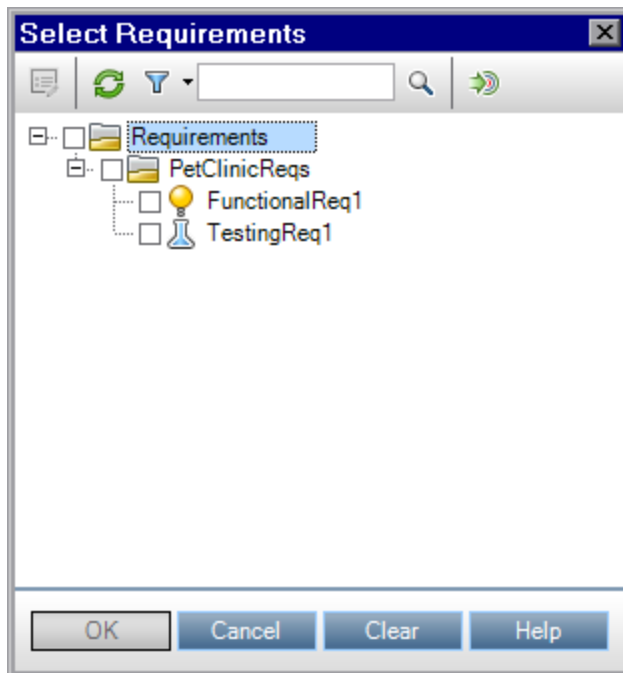 Select Requirements
Requirements
PetClinicReqs
FunctionalReq1
TestingReq1
OK Cancel Clear Help